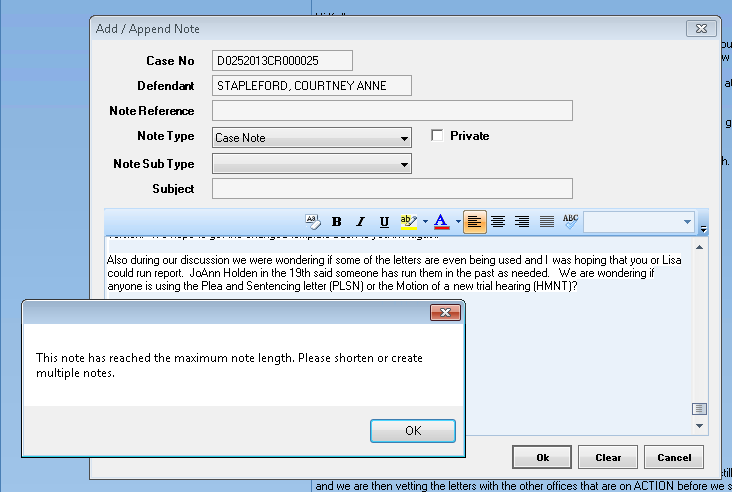 Add / Append Note
Case No D0252013CR000025
Defendant STAPLEFORD, COURTNEY ANNE
Note Reference
Note Type Case Note Private
Note Sub Type
Subject
B I U ab A ABC
Also during our discussion we were wondering if some of the letters are even being used and I was hoping that you or Lisa
could run report. JoAnn Holden in the 19th said someone has run them in the past as needed. We are wondering if
anyone is using the Plea and Sentencing letter (PLSN) or the Motion of a new trial hearing (HMNT)?
This note has reached the maximum note length. Please shorten or create
multiple notes.
OK
Ok Clear Cancel
and we are then vetting the letters with the other offices that are on ACTION before we s